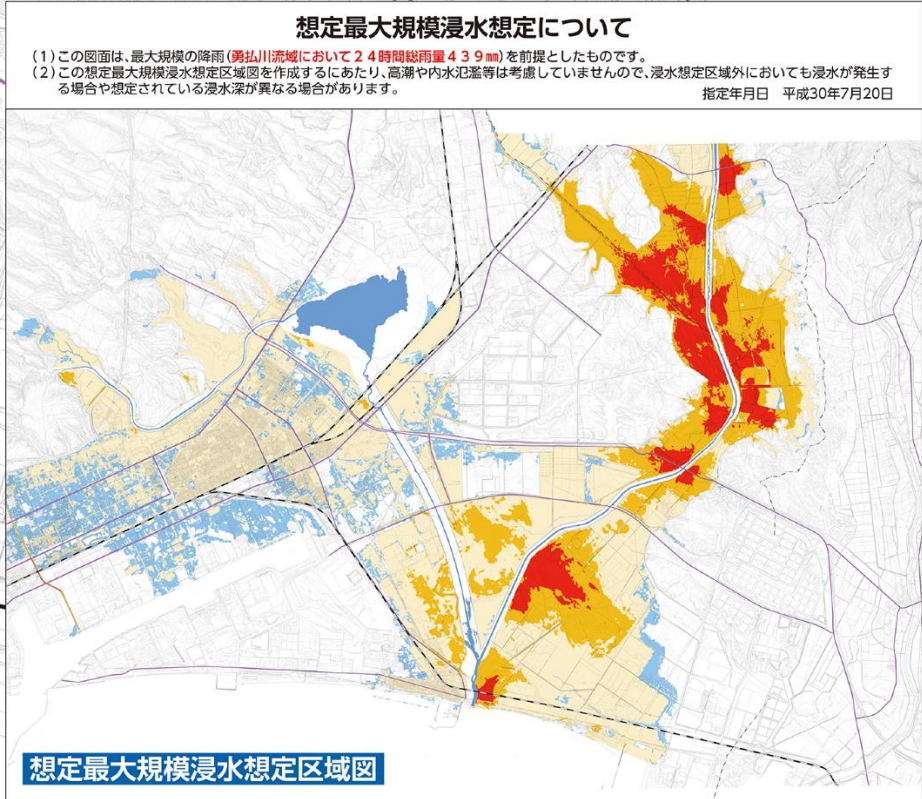 想定最大規模浸水想定について
(1)この図面は、最大規模の降雨(勇払川流域において24時間総雨量439㎜)を前提としたものです。
(2)この想定最大規模浸水想定区域図を作成するにあたり、高潮や内水氾濫等は考慮していませんので、浸水想定区域外においても浸水が発生す
る場合や想定されている浸水深が異なる場合があります。
指定年月日 平成30年7月20日
想定最大規模浸水想定区域図